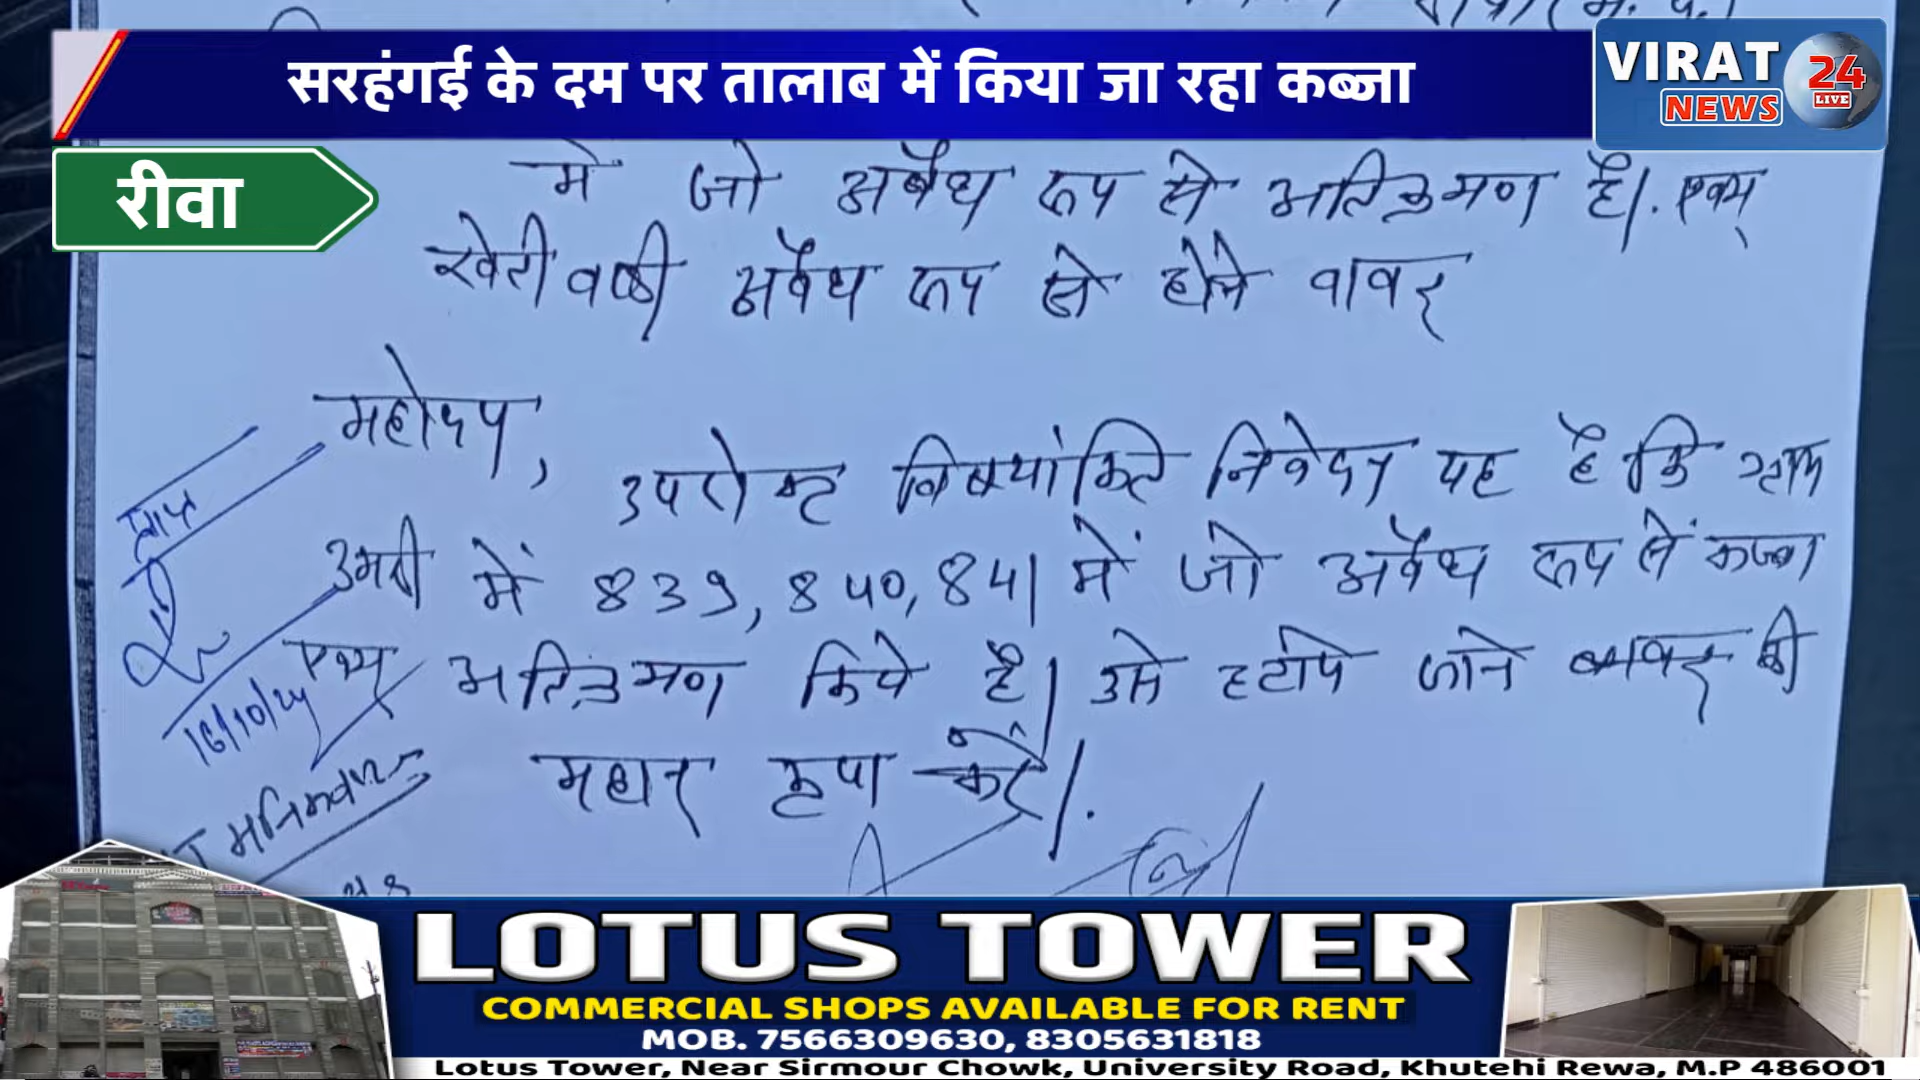 सरहंगई के दम पर तालाब में किया जा रहा कब्जा
VIRAT
24
LIVE
NEWS
रीवा
में जो अवैध रूप से अतिक्रमण है। एवम्
खेती वाड़ी अवैध रूप से होने वावत्
महोदय,
उपरोक्त विषयांकित निवेदन यह है कि ग्राम
उमरी में 839, 840, 841 में जो अवैध रूप से कब्जा
एवम् अतिक्रमण किये है। उसे हटाये जाने बावत् की
महान कृपा करें।
16/10/24
LOTUS TOWER
COMMERCIAL SHOPS AVAILABLE FOR RENT
MOB. 7566309630, 8305631818
Lotus Tower, Near Sirmour Chowk, University Road, Khutehi Rewa, M.P 486001